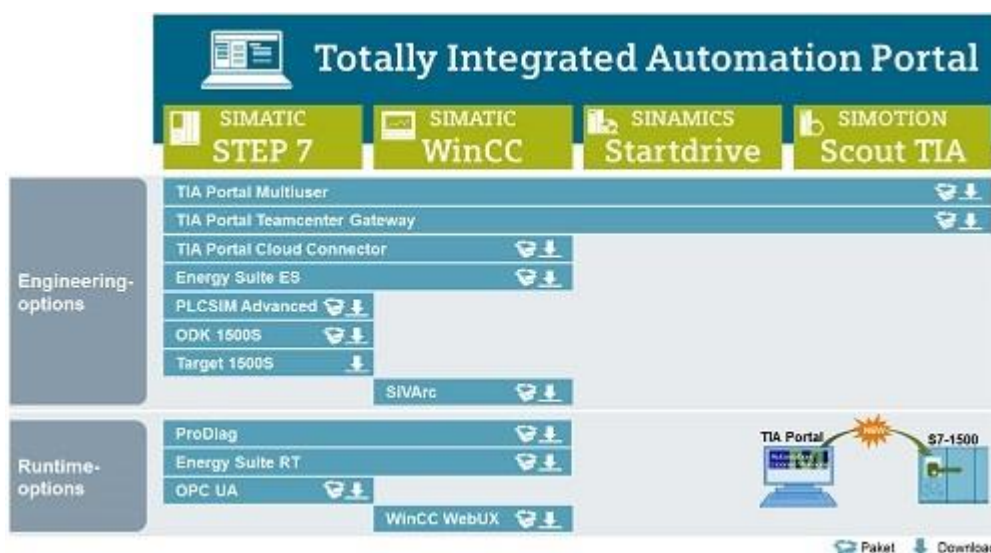 Totally Integrated Automation Portal
SIMATIC
STEP 7
SIMATIC
WinCC
SINAMICS
Startdrive
SIMOTION
Scout TIA
Engineering-
options
TIA Portal Multiuser
TIA Portal Teamcenter Gateway
TIA Portal Cloud Connector
Energy Suite ES
PLCSIM Advanced
ODK 1500S
Target 1500S
SiVArc
Runtime-
options
ProDiag
Energy Suite RT
OPC UA
WinCC WebUX
TIA Portal
NEW
S7-1500
Paket
Download